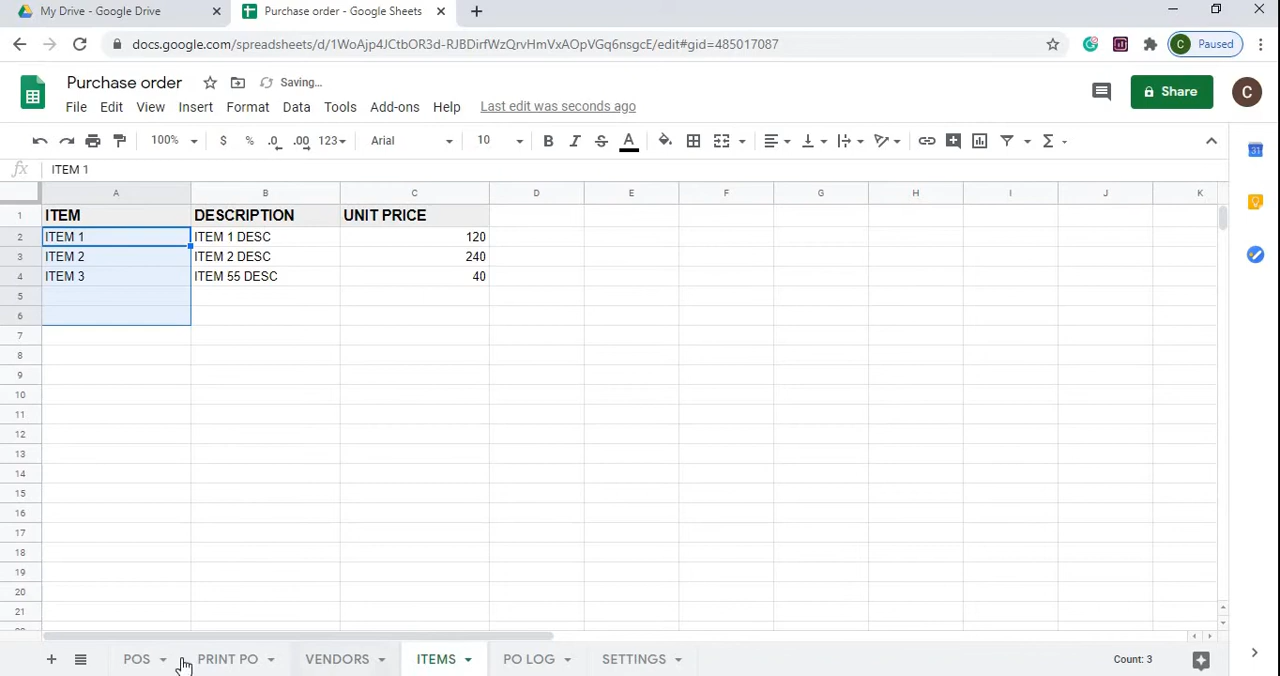 My Drive - Google Drive
Purchase order - Google Sheets
docs.google.com/spreadsheets/d/1WoAjp4JCtbOR3d-RJBDirfWzQrvHmVxAOpVGq6nsgcE/edit#gid=485017087
C Paused
Purchase order Saving...
File Edit View Insert Format Data Tools Add-ons Help Last edit was seconds ago
Share
C
100% $ % .0 .00 123 Arial 10 B I S A Σ
fx ITEM 1
31
A B C D E F G H I J K
1 ITEM DESCRIPTION UNIT PRICE
2 ITEM 1 ITEM 1 DESC 120
3 ITEM 2 ITEM 2 DESC 240
4 ITEM 3 ITEM 55 DESC 40
5
6
7
8
9
10
11
12
13
14
15
16
17
18
19
20
21
POS PRINT PO VENDORS ITEMS PO LOG SETTINGS Count: 3